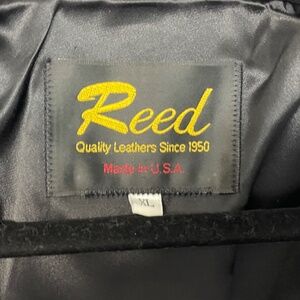 Reed
Quality Leathers Since 1950
Made in U.S.A.
XL